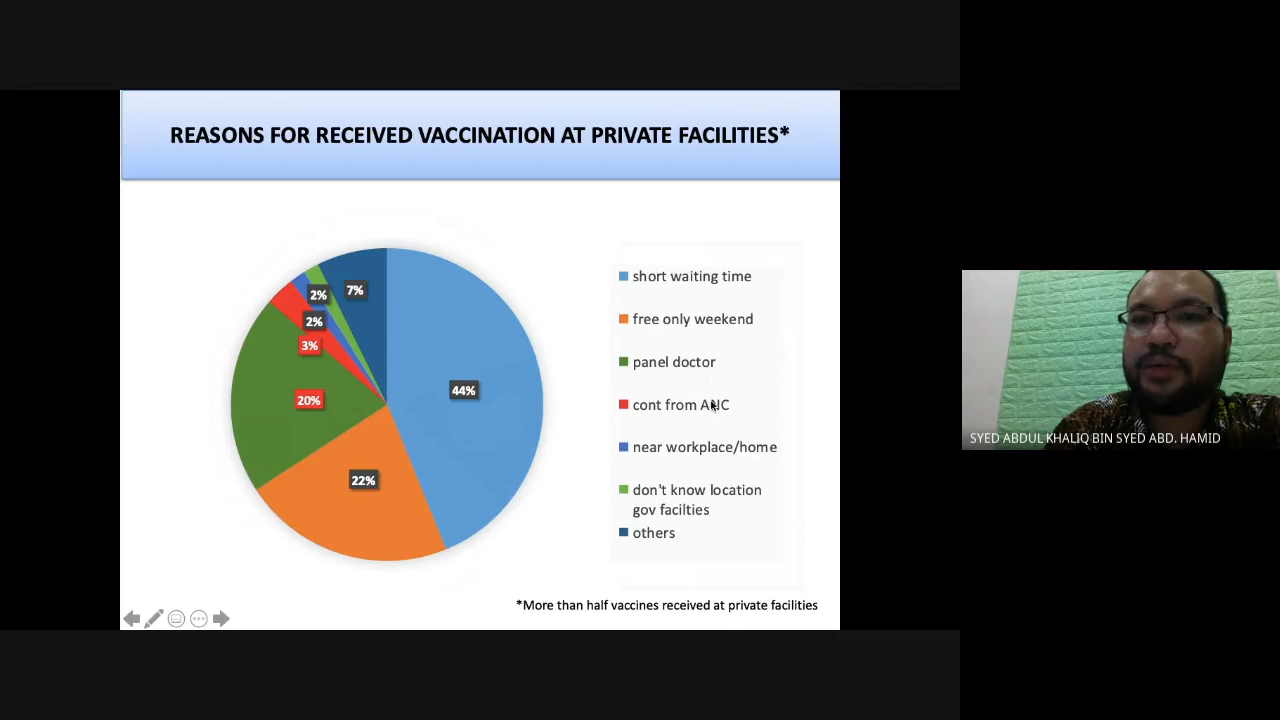 REASONS FOR RECEIVED VACCINATION AT PRIVATE FACILITIES*
7%
2%
2%
3%
44%
20%
22%
short waiting time
free only weekend
panel doctor
cont from ANC
near workplace/home
don't know location
gov facilties
others
*More than half vaccines received at private facilities
SYED ABDUL KHALIQ BIN SYED ABD. HAMID